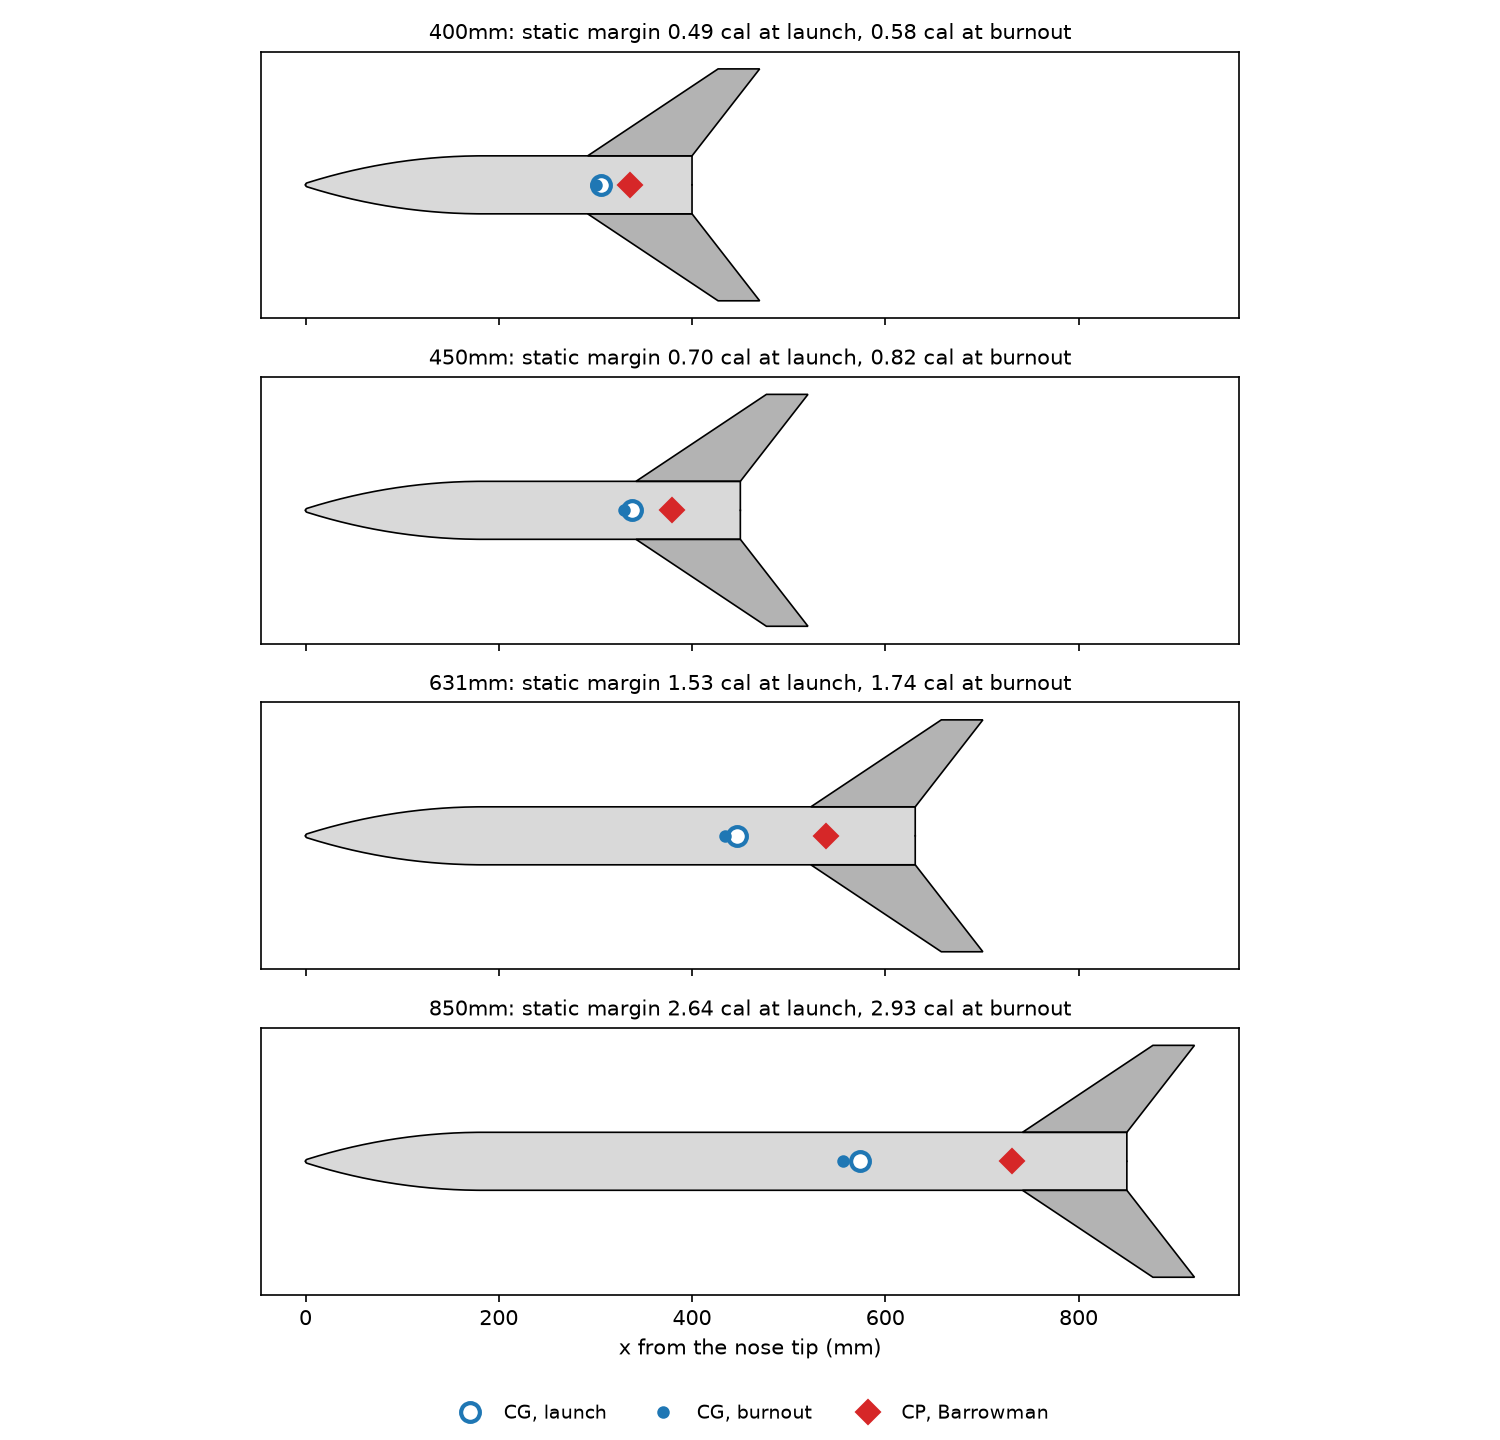 400mm: static margin 0.49 cal at launch, 0.58 cal at burnout
450mm: static margin 0.70 cal at launch, 0.82 cal at burnout
631mm: static margin 1.53 cal at launch, 1.74 cal at burnout
850mm: static margin 2.64 cal at launch, 2.93 cal at burnout
0 200 400 600 800
x from the nose tip (mm)
CG, launch CG, burnout CP, Barrowman